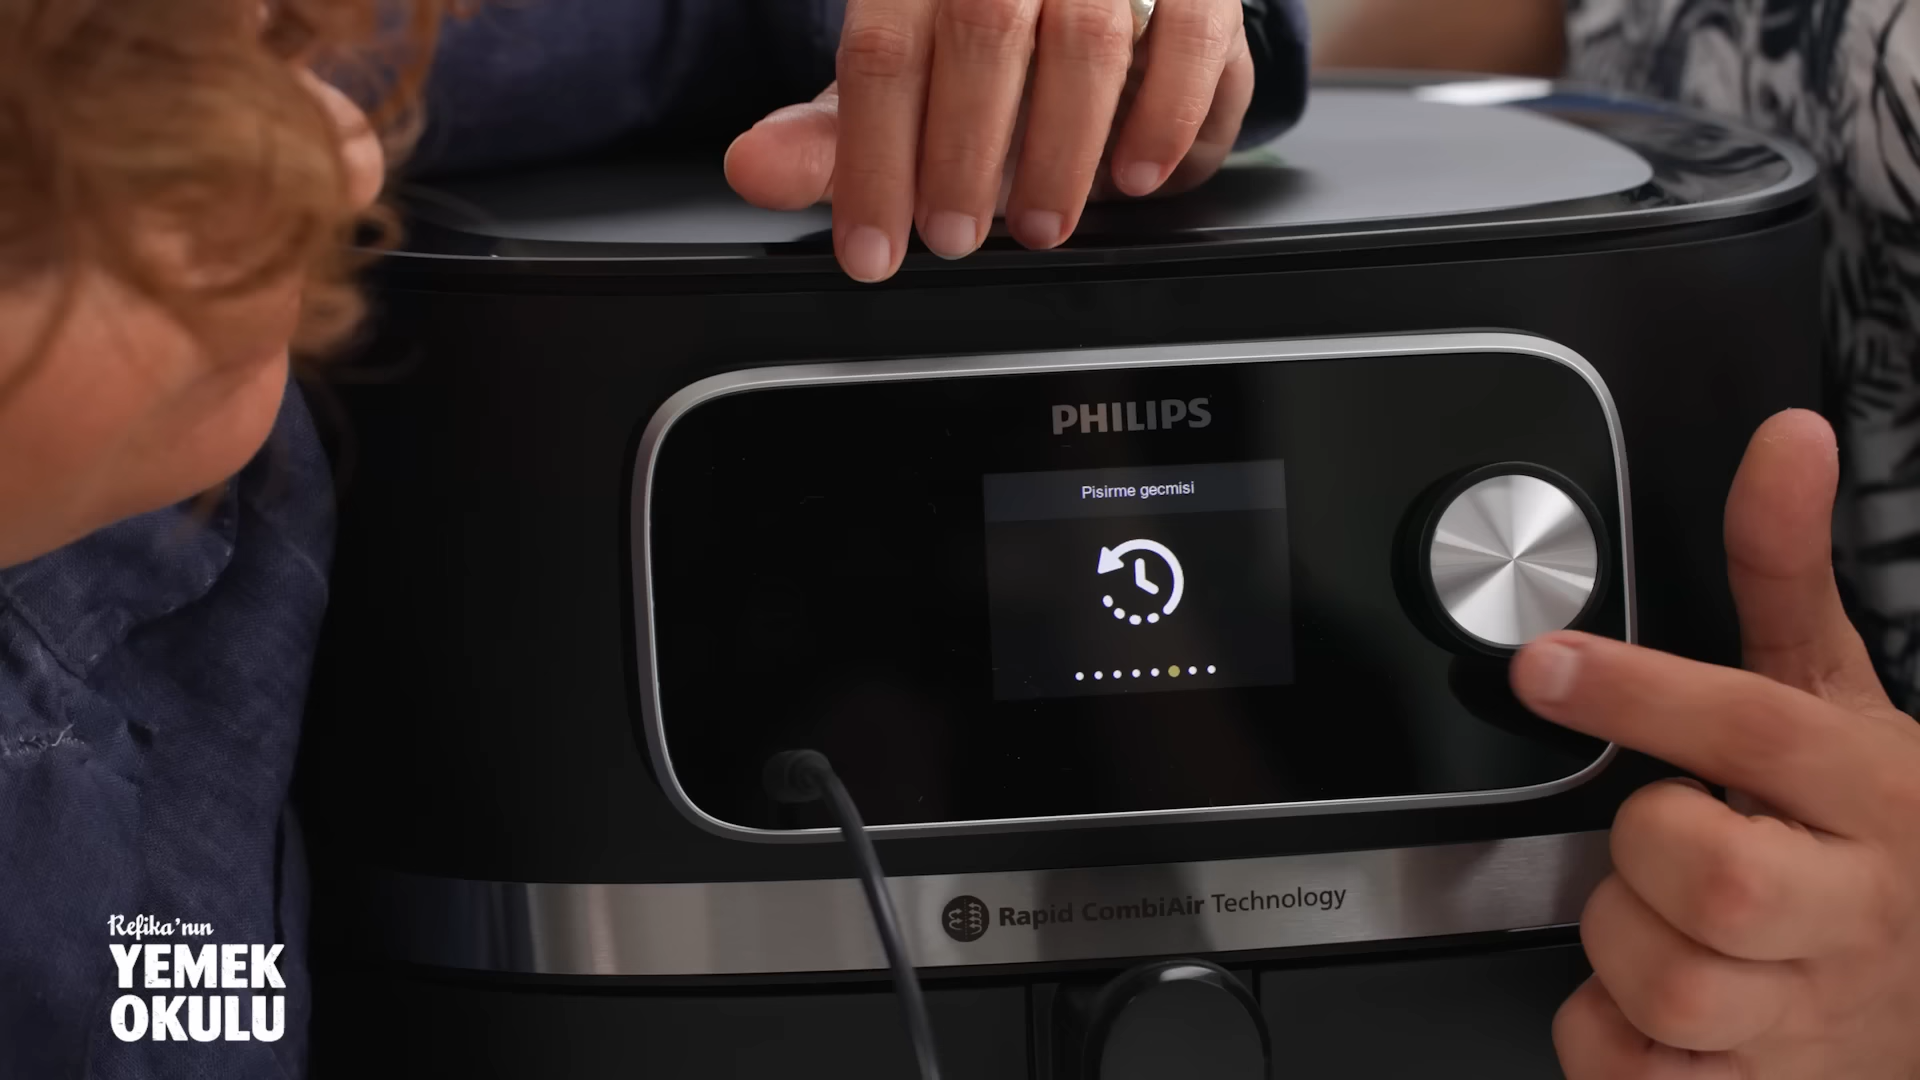 PHILIPS
Pisirme gecmisi
Rapid CombiAir Technology
Refika'nın
YEMEK
OKULU